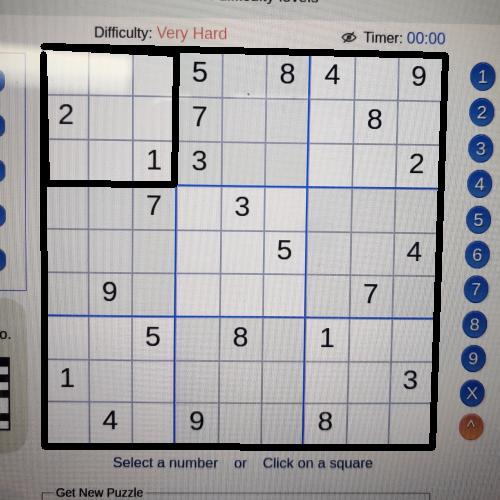 Difficulty: Very Hard Timer: 00:00
5 8 4 9
2 7 8
1 3 2
7 3
5 4
9 7
5 8 1
1 3
4 9 8
1
2
3
4
5
6
7
8
9
X
^
o.
Select a number or Click on a square
Get New Puzzle